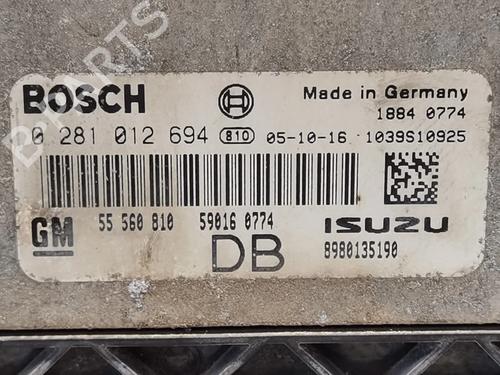 BOSCH
Made in Germany
1884 0774
0 281 012 694 810 05-10-16 1039S10925
GM 55 560 810 59016 0774 ISUZU
DB 8980135190
PARTS